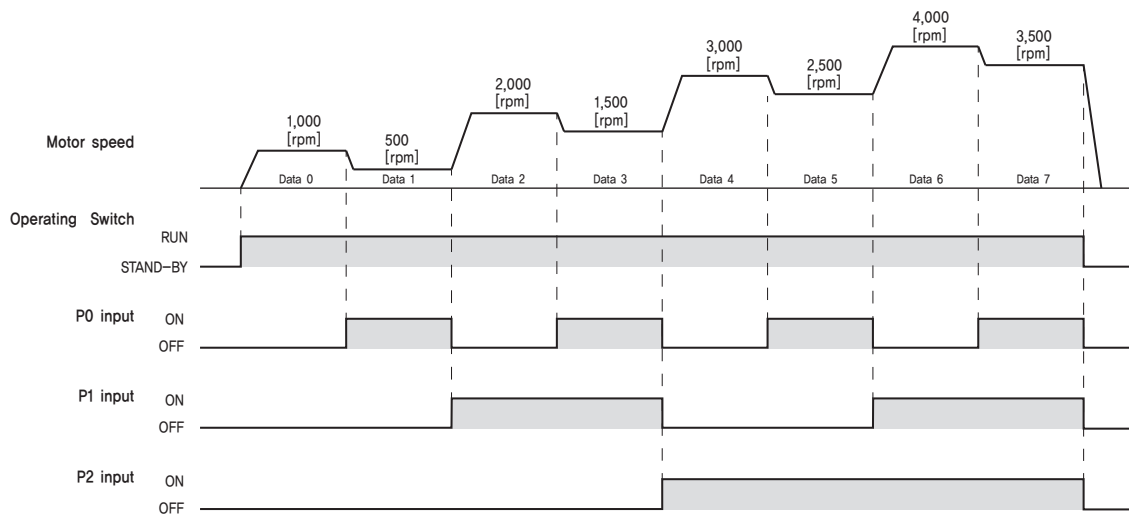 4,000
[rpm]
3,500
[rpm]
3,000
[rpm]
2,500
[rpm]
2,000
[rpm]
1,500
[rpm]
1,000
[rpm]
500
[rpm]
Motor speed
Data 0 Data 1 Data 2 Data 3 Data 4 Data 5 Data 6 Data 7
Operating Switch
RUN
STAND-BY
P0 input ON
OFF
P1 input ON
OFF
P2 input ON
OFF